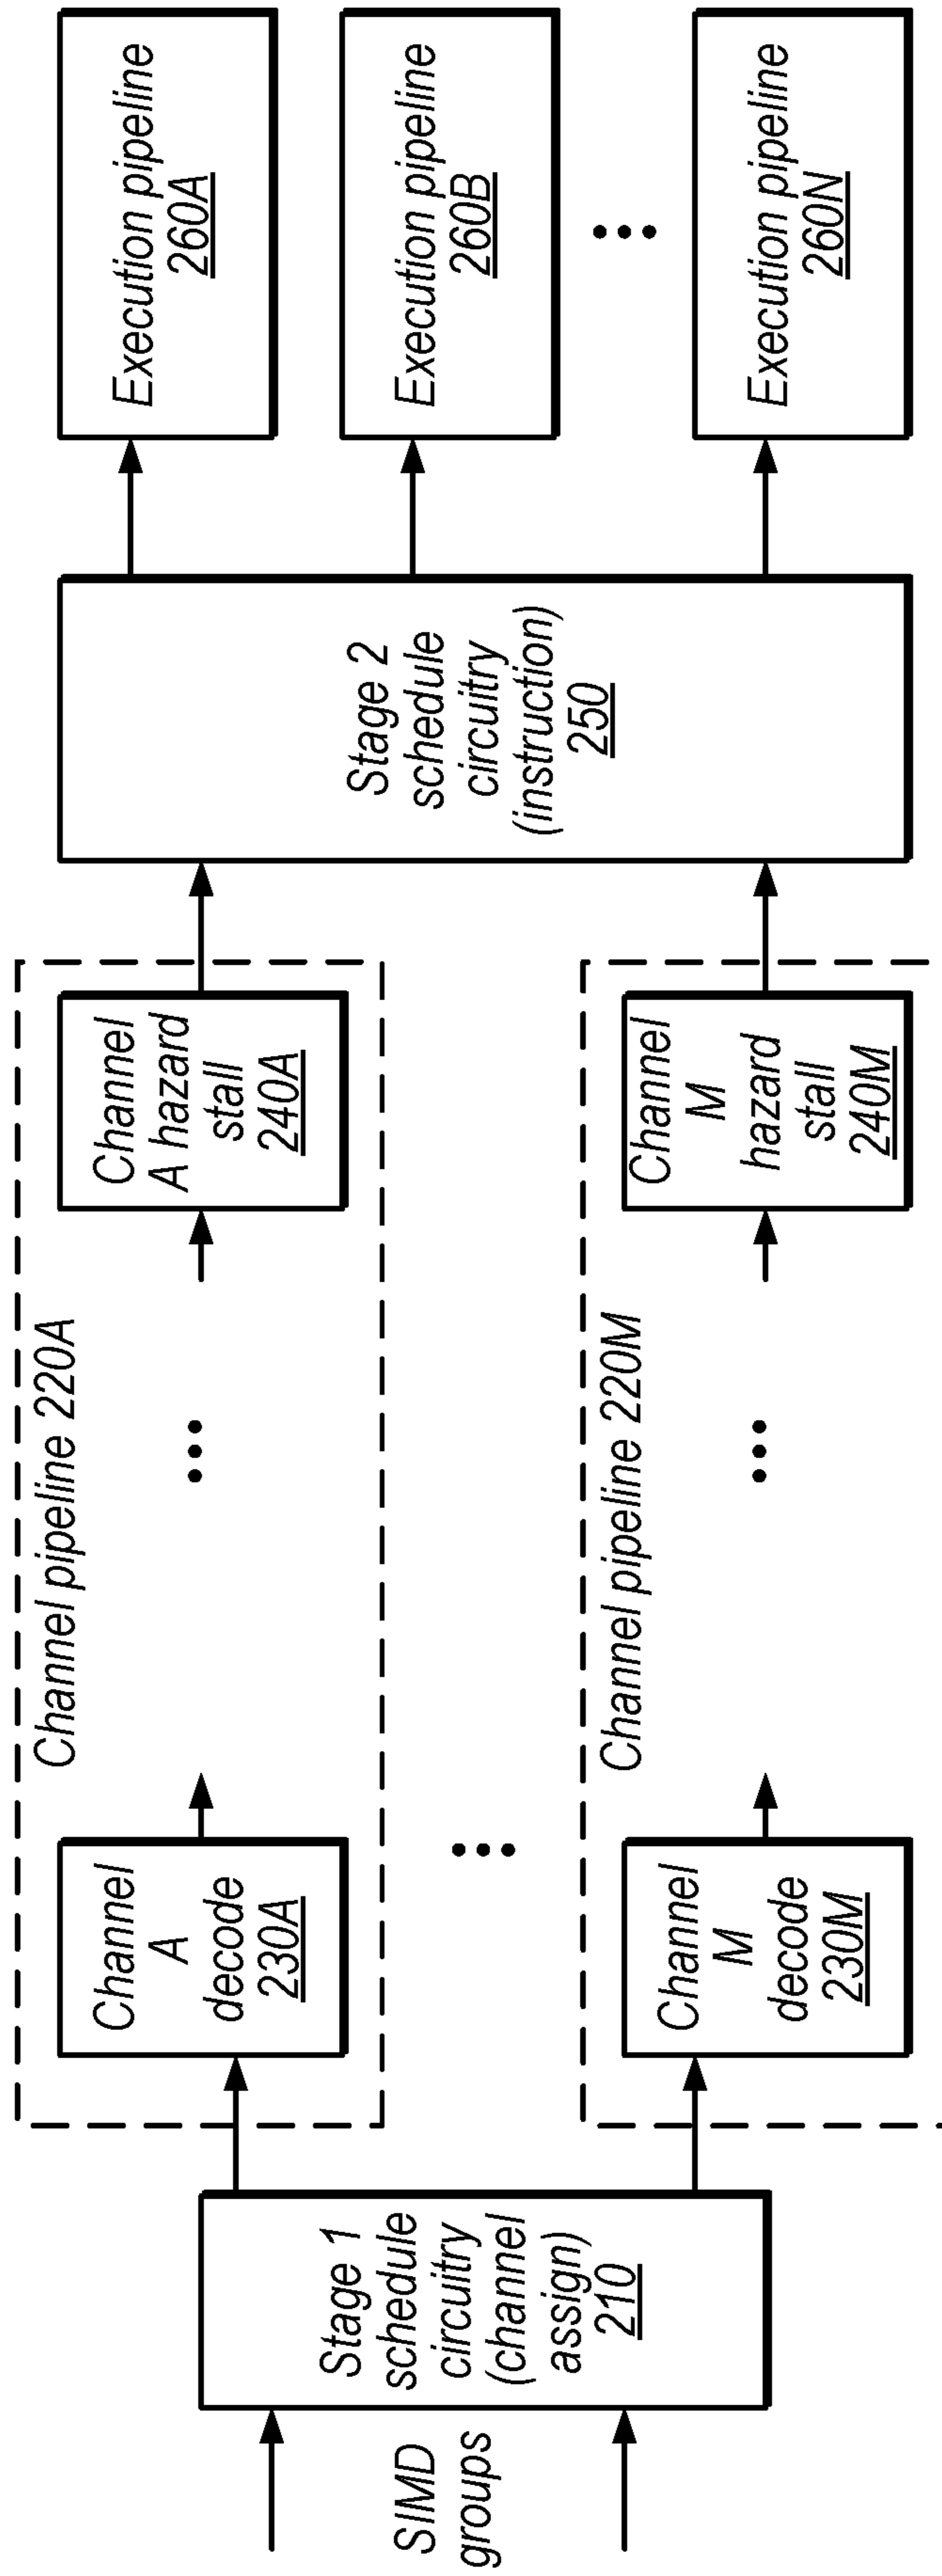 SIMD
groups
Stage 1
schedule
circuitry
(channel
assign)
210
Channel pipeline 220A
Channel
A
decode
230A
Channel
A hazard
stall
240A
Channel pipeline 220M
Channel
M
decode
230M
Channel
M
hazard
stall
240M
Stage 2
schedule
circuitry
(instruction)
250
Execution pipeline
260A
Execution pipeline
260B
Execution pipeline
260N